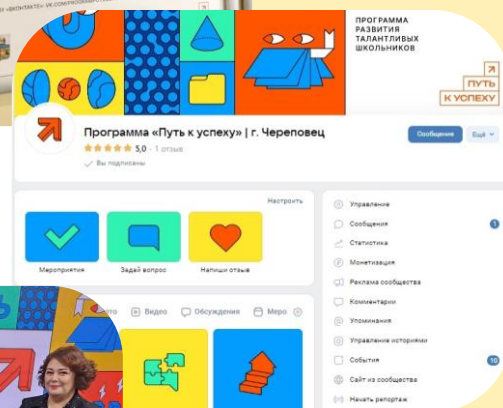 ПРОГРАММА
РАЗВИТИЯ
ТАЛАНТЛИВЫХ
ШКОЛЬНИКОВ
ПУТЬ
К УСПЕХУ
Программа «Путь к успеху» | г. Череповец
5,0 · 1 отзыв
Вы подписаны
Сообщение
Ещё
Настроить
Мероприятия
Задай вопрос
Напиши отзыв
Видео
Обсуждения
Меро
Управление
Сообщения 1
Статистика
Монетизация
Реклама сообщества
Комментарии
Упоминания
Управление историями
События 10
Сайт из сообщества
Начать репортаж